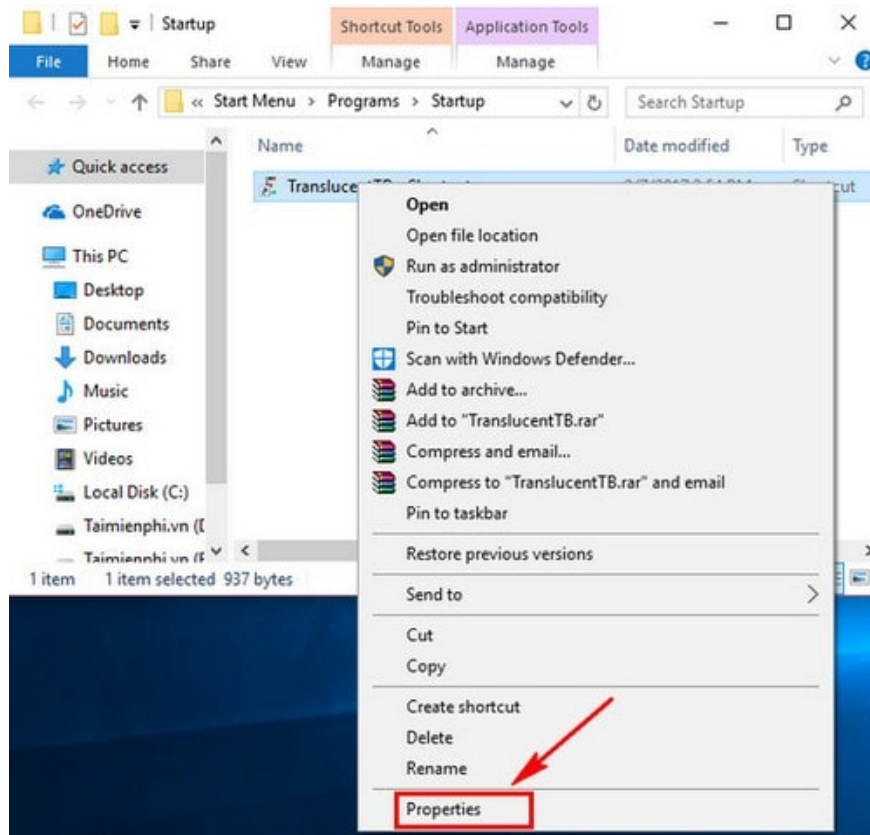 Startup
Shortcut Tools
Application Tools
File
Home
Share
View
Manage
Manage
« Start Menu > Programs > Startup
Search Startup
Name
Date modified
Type
Quick access
OneDrive
This PC
Desktop
Documents
Downloads
Music
Pictures
Videos
Local Disk (C:)
Taimienphi.vn (D
Taimienphi.vn
1 item
1 item selected 937 bytes
Open
Open file location
Run as administrator
Troubleshoot compatibility
Pin to Start
Scan with Windows Defender...
Add to archive...
Add to "TranslucentTB.rar"
Compress and email...
Compress to "TranslucentTB.rar" and email
Pin to taskbar
Restore previous versions
Send to
Cut
Copy
Create shortcut
Delete
Rename
Properties